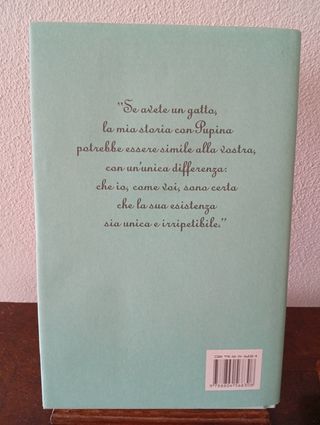 “Se avete un gatto,
la mia storia con Pupina
potrebbe essere simile alla vostra,
con un’unica differenza:
che io, come voi, sono certa
che la sua esistenza
sia unica e irripetibile.”